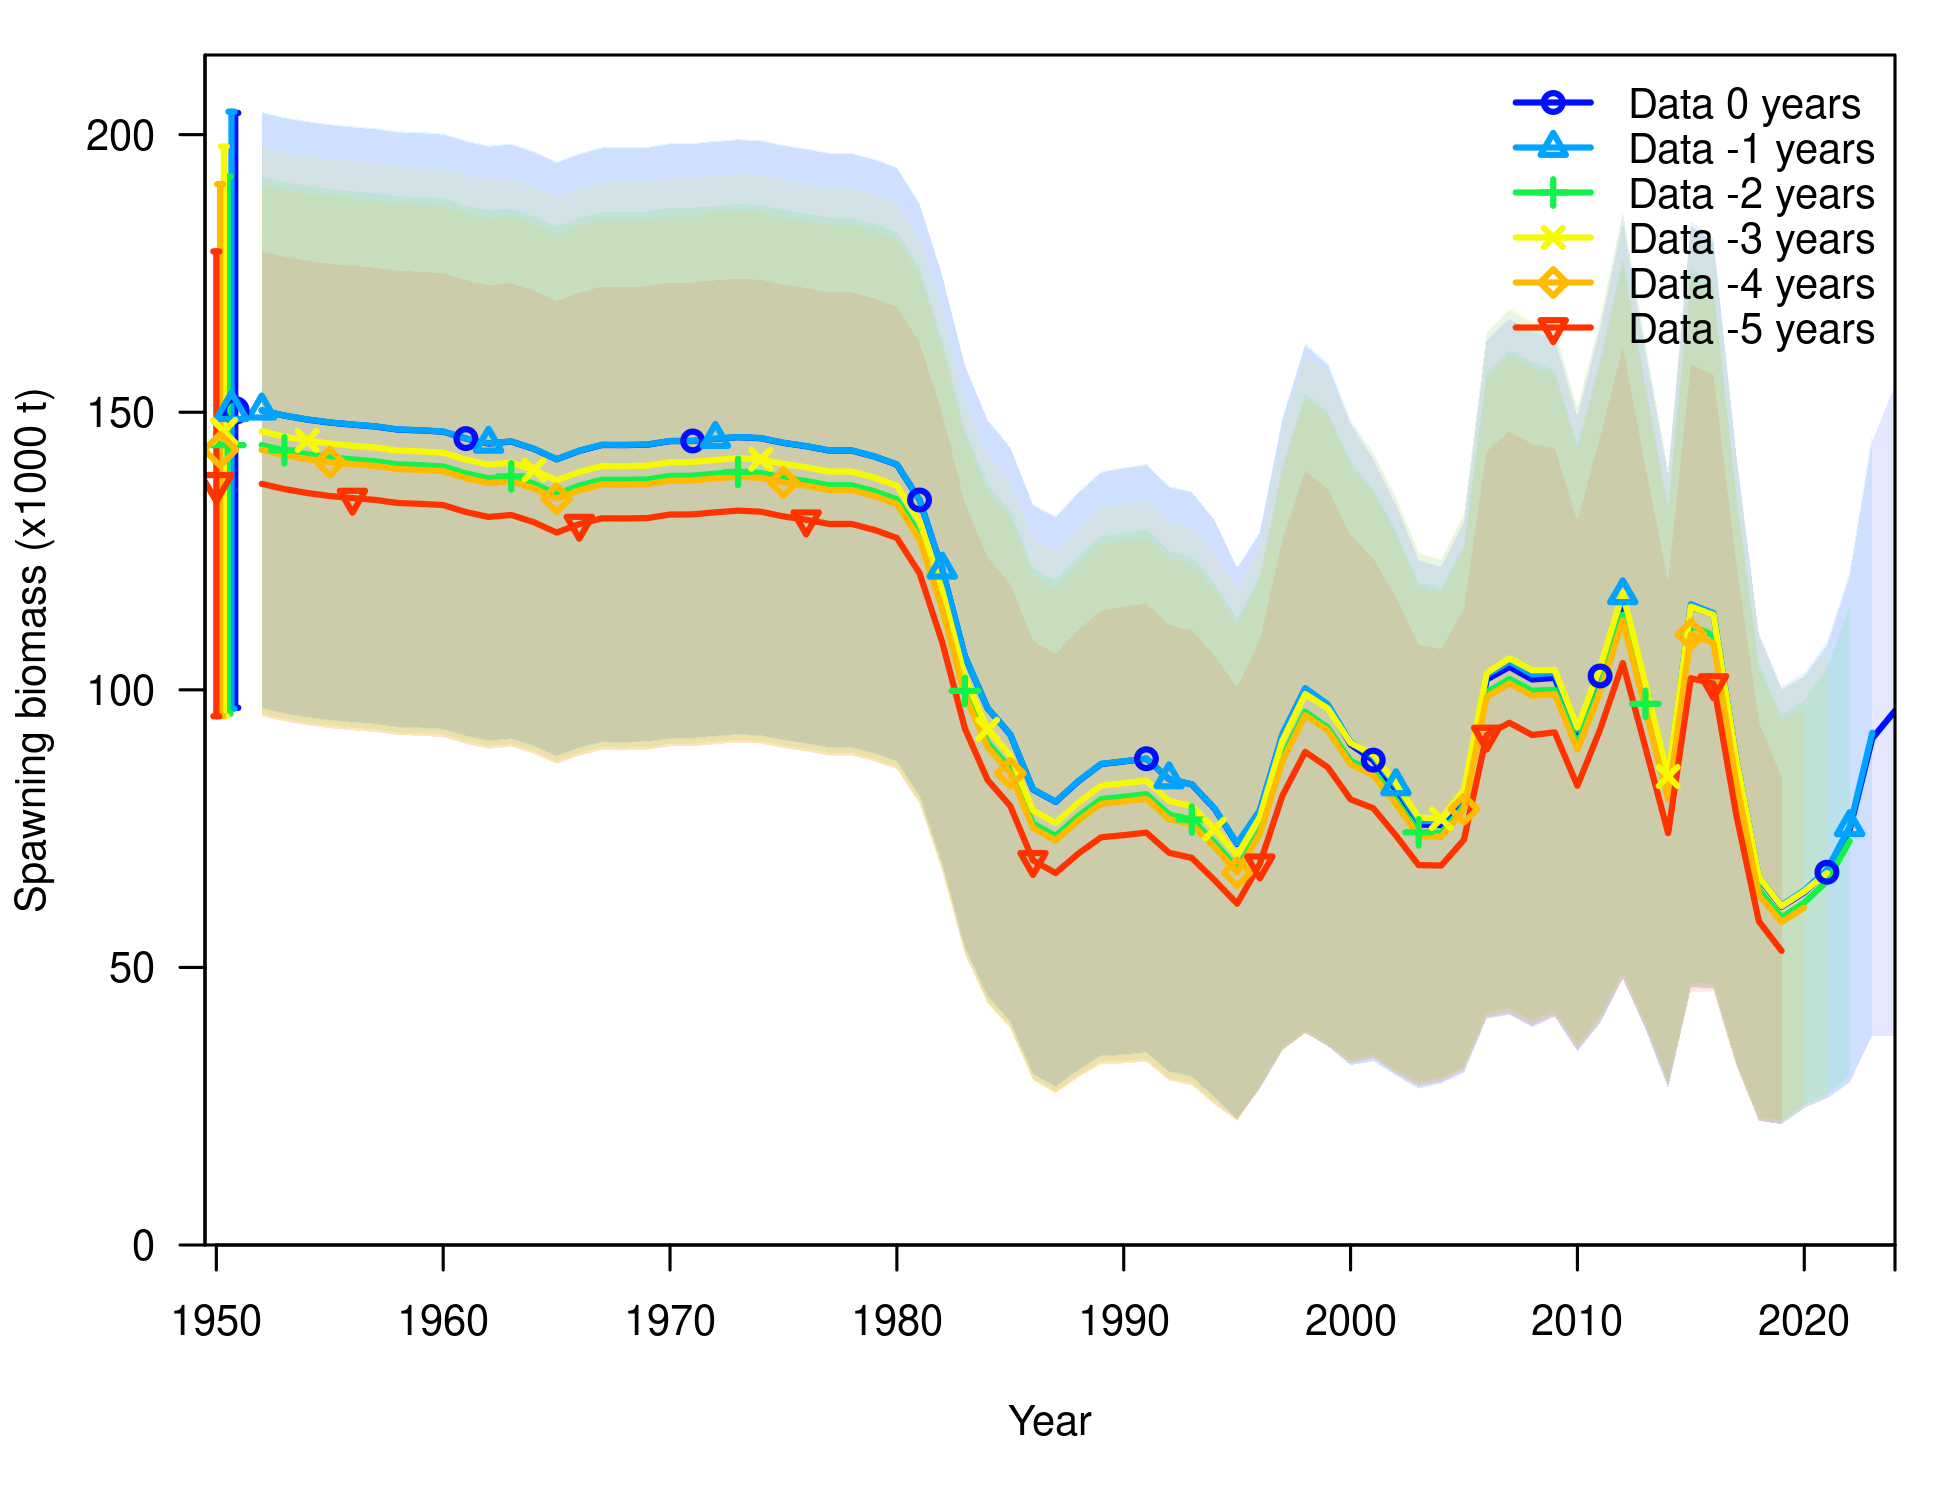 Data 0 years
Data -1 years
Data -2 years
Data -3 years
Data -4 years
Data -5 years
200
150
100
50
0
Spawning biomass (x1000 t)
1950 1960 1970 1980 1990 2000 2010 2020
Year